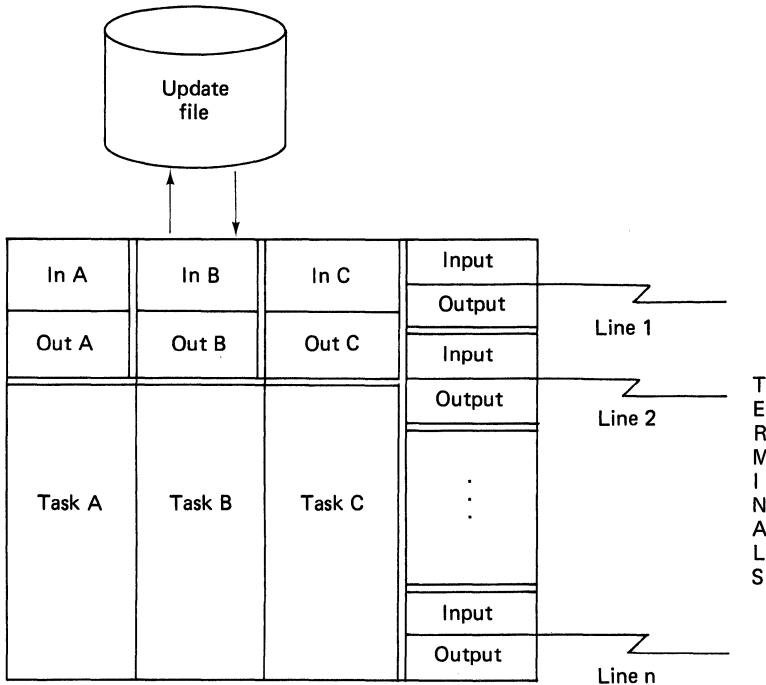 Update
file
In A
In B
In C
Input
Output
Line 1
Out A
Out B
Out C
Input
Output
Line 2
Task A
Task B
Task C
Input
Output
Line n
T
E
R
M
I
N
A
L
S